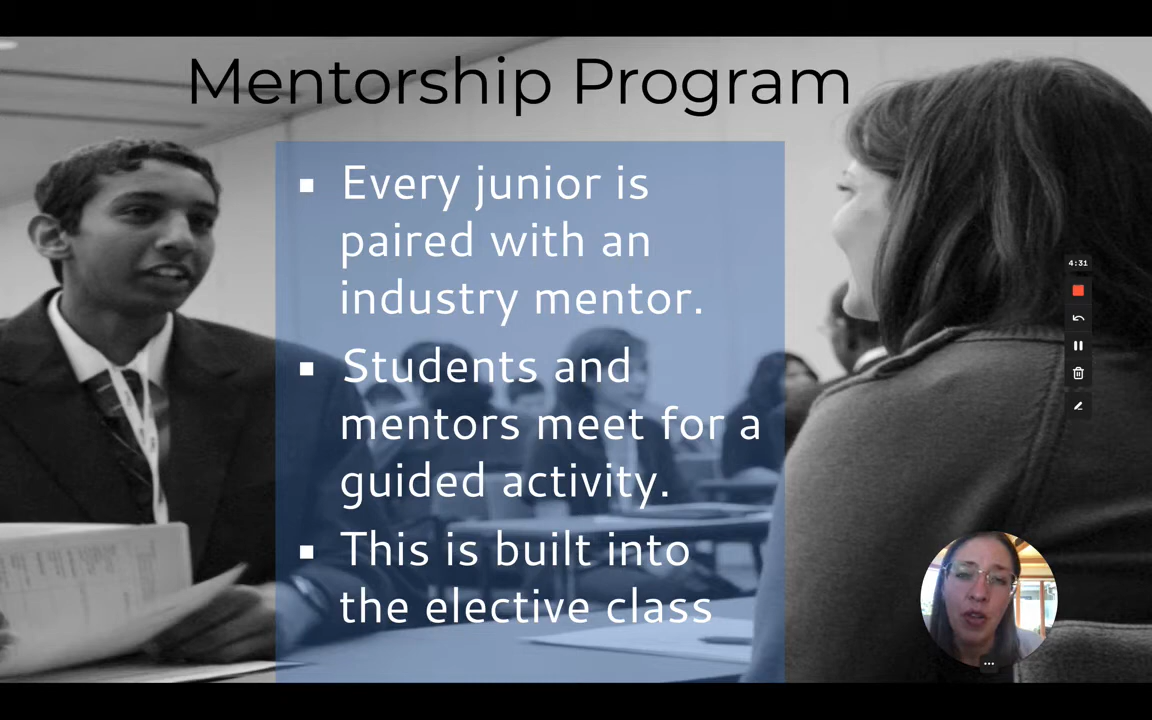 Mentorship Program
▪ Every junior is
paired with an
industry mentor.
▪ Students and
mentors meet for a
guided activity.
▪ This is built into
the elective class
4:31